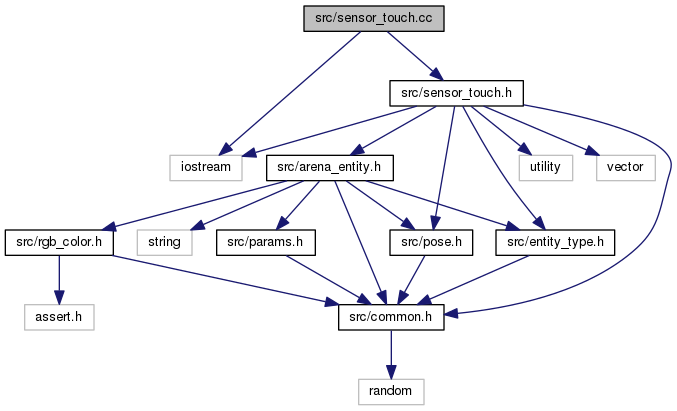 src/sensor_touch.cc
src/sensor_touch.h
iostream
src/arena_entity.h
utility
vector
src/rgb_color.h
string
src/params.h
src/pose.h
src/entity_type.h
assert.h
src/common.h
random